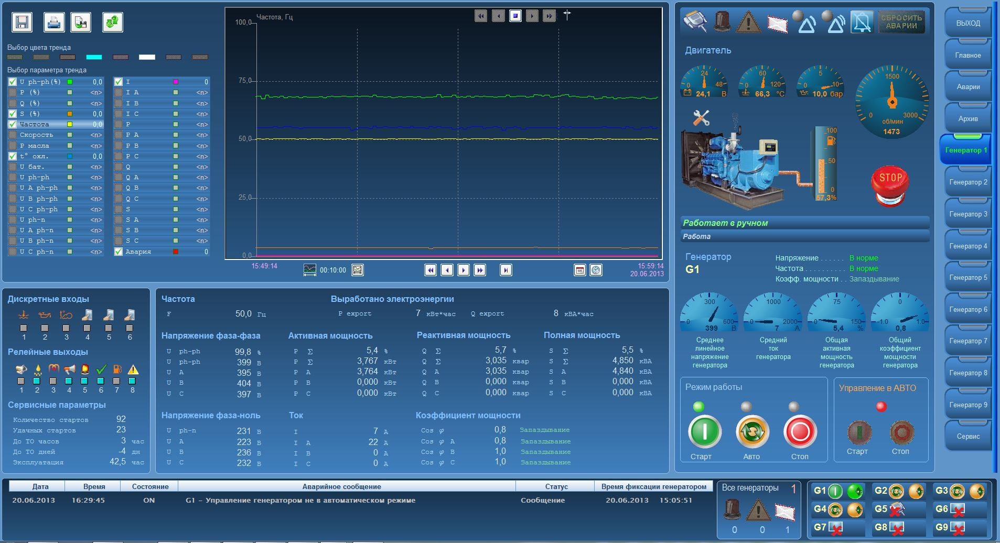 Выбор цвета тренда
Выбор параметра тренда
U ph-ph(%) 0,0
P (%) <n>
Q (%) <n>
S (%) 0,0
Частота 0,0
Скорость <n>
P масла <n>
t° охл. 0,0
U бат. <n>
U ph-ph <n>
U A ph-ph <n>
U B ph-ph <n>
U C ph-ph <n>
U ph-n <n>
U A ph-n <n>
U B ph-n <n>
U C ph-n <n>
I 0
I A <n>
I B <n>
I C <n>
P <n>
P A <n>
P B <n>
P C <n>
Q <n>
Q A <n>
Q B <n>
Q C <n>
S <n>
S A <n>
S B <n>
S C <n>
Авария 0
Частота, Гц
100,0
75,0
50,0
25,0
0,0
15:49:14
00:10:00
15:59:14
20.06.2013
СБРОСИТЬ
АВАРИИ
Двигатель
0 24 48
24,1 В
0 60 120
66,3 °C
0 5 10
10,0 бар
1500
0 3000
об/мин
1473
100
50
0
57,3%
STOP
Работает в ручном
Работа
Генератор
G1
Напряжение . . . . . . В норме
Частота . . . . . . . . . . В норме
Коэфф. мощности . . Запаздывание
300
0 600
399 В
1000
0 2000
7 А
75
0 150
5,4 %
0
-1.0 1.0
0,8
Среднее
линейное
напряжение
генератора
Средний
ток
генератора
Общая
активная
мощность
генератора
Общий
коэффициент
мощности
генератора
Режим работы
Старт
Авто
Стоп
Управление в АВТО
Старт
Стоп
ВЫХОД
Главное
Аварии
Архив
Генератор 1
Генератор 2
Генератор 3
Генератор 4
Генератор 5
Генератор 6
Генератор 7
Генератор 8
Генератор 9
Сервис
Дискретные входы
1 2 3 4 5 6
Релейные выходы
1 2 3 4 5 6 7 8
Сервисные параметры
Количество стартов 92
Удачных стартов 23
До ТО часов 3 час
До ТО дней -4 дн
Эксплуатация 42,5 час
Частота
F 50,0 Гц
Выработано электроэнергии
P export 7 кВт*час Q export 8 кВА*час
Напряжение фаза-фаза
U ph-ph 99,8 %
U ph-ph 399 В
U A 395 В
U B 404 В
U C 397 В
Активная мощность
P Σ 5,4 %
P Σ 3,767 кВт
P A 3,764 кВт
P B 0,000 кВт
P C 0,000 кВт
Реактивная мощность
Q Σ 5,7 %
Q Σ 3,035 квар
Q A 3,035 квар
Q B 0,000 квар
Q C 0,000 квар
Полная мощность
S Σ 5,5 %
S Σ 4,850 кВА
S A 4,840 кВА
S B 0,000 кВА
S C 0,000 кВА
Напряжение фаза-ноль
U ph-n 231 В
U A 223 В
U B 236 В
U C 232 В
Ток
I 7 А
I A 22 А
I B 0 А
I C 0 А
Коэффициент мощности
Cos φ 0,8 Запаздывание
Cos φ A 0,8 Запаздывание
Cos φ B 1,0 Запаздывание
Cos φ C 1,0 Запаздывание
Дата Время Состояние Аварийное сообщение Статус Время фиксации генератором
20.06.2013 16:29:45 ON G1 - Управление генератором не в автоматическом режиме Сообщение 20.06.2013 15:05:51
Все генераторы 1
0 0 1
G1 G2 G3
G4 G5 G6
G7 G8 G9